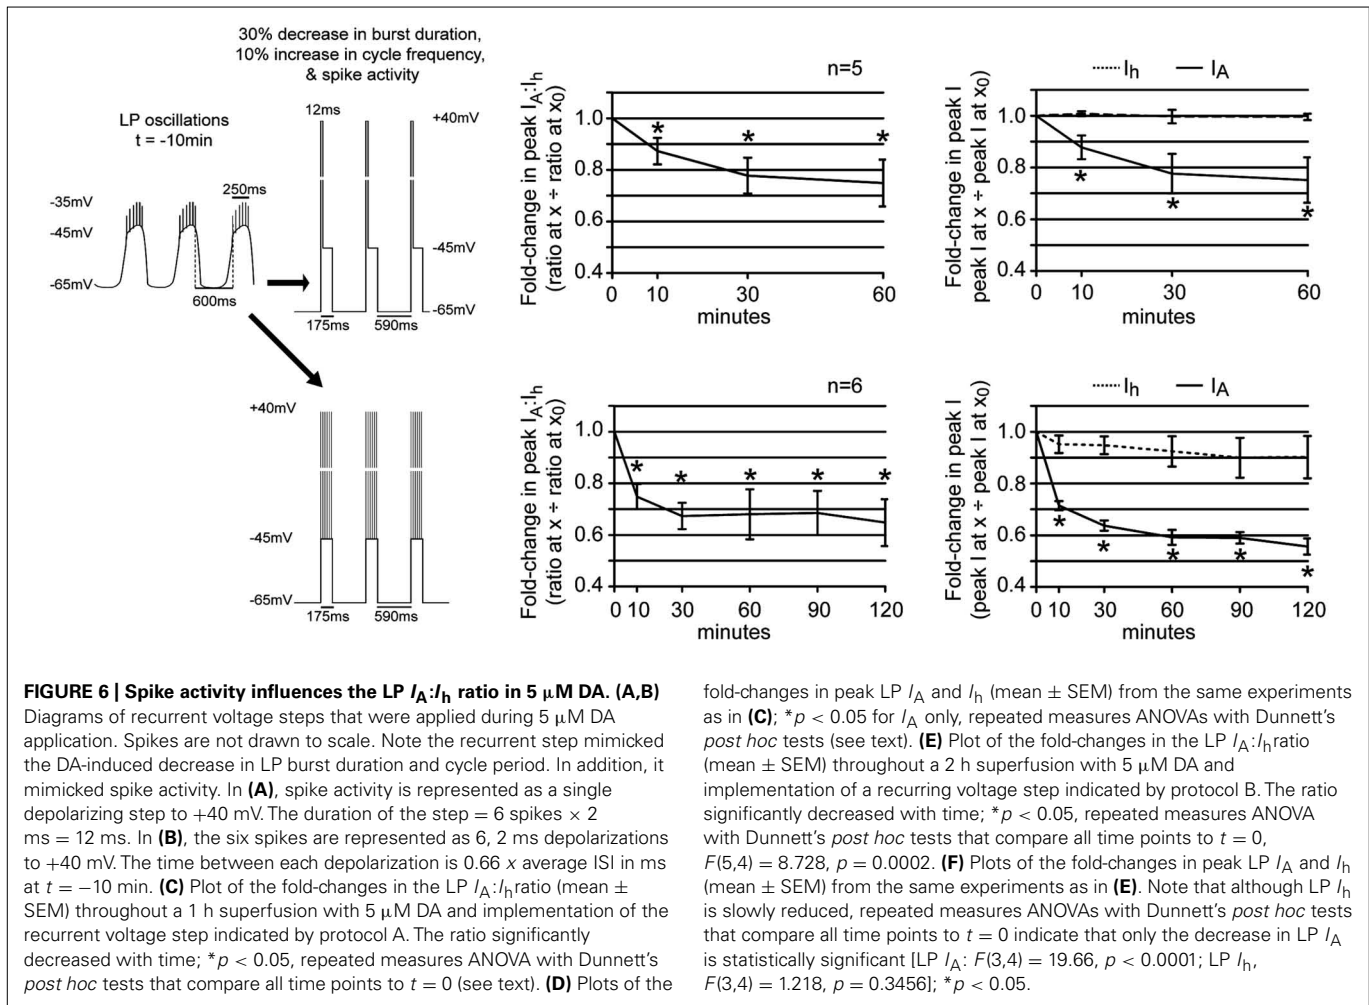 30% decrease in burst duration,
10% increase in cycle frequency,
& spike activity
LP oscillations
t = -10min
250ms
-35mV
-45mV
-65mV
600ms
12ms
+40mV
-45mV
-65mV
175ms
590ms
n=5
Fold-change in peak IA:Ih
(ratio at x ÷ ratio at x0)
1.0
0.8
0.6
0.4
0
10
30
60
minutes
* * *
Ih
IA
Fold-change in peak I
peak I at x ÷ peak I at x0)
1.0
0.8
0.6
0.4
0
10
30
60
minutes
* * *
+40mV
-45mV
-65mV
175ms
590ms
n=6
Fold-change in peak IA:Ih
(ratio at x ÷ ratio at x0)
1.0
0.8
0.6
0.4
0
10
30
60
90
120
minutes
* * * * *
Ih
IA
Fold-change in peak I
(peak I at x ÷ peak I at x0)
1.0
0.8
0.6
0.4
0
10
30
60
90
120
minutes
* * * * *
FIGURE 6 | Spike activity influences the LP IA:Ih ratio in 5 μM DA. (A,B)
Diagrams of recurrent voltage steps that were applied during 5 μM DA
application. Spikes are not drawn to scale. Note the recurrent step mimicked
the DA-induced decrease in LP burst duration and cycle period. In addition, it
mimicked spike activity. In (A), spike activity is represented as a single
depolarizing step to +40 mV. The duration of the step = 6 spikes × 2
ms = 12 ms. In (B), the six spikes are represented as 6, 2 ms depolarizations
to +40 mV. The time between each depolarization is 0.66 x average ISI in ms
at t = −10 min. (C) Plot of the fold-changes in the LP IA:Ih ratio (mean ±
SEM) throughout a 1 h superfusion with 5 μM DA and implementation of the
recurrent voltage step indicated by protocol A. The ratio significantly
decreased with time; *p < 0.05, repeated measures ANOVA with Dunnett's
post hoc tests that compare all time points to t = 0 (see text). (D) Plots of the
fold-changes in peak LP IA and Ih (mean ± SEM) from the same experiments
as in (C); *p < 0.05 for IA only, repeated measures ANOVAs with Dunnett's
post hoc tests (see text). (E) Plot of the fold-changes in the LP IA:Ih ratio
(mean ± SEM) throughout a 2 h superfusion with 5 μM DA and
implementation of a recurring voltage step indicated by protocol B. The ratio
significantly decreased with time; *p < 0.05, repeated measures ANOVA
with Dunnett's post hoc tests that compare all time points to t = 0,
F(5,4) = 8.728, p = 0.0002. (F) Plots of the fold-changes in peak LP IA and Ih
(mean ± SEM) from the same experiments as in (E). Note that although LP Ih
is slowly reduced, repeated measures ANOVAs with Dunnett's post hoc tests
that compare all time points to t = 0 indicate that only the decrease in LP IA
is statistically significant [LP IA: F(3,4) = 19.66, p < 0.0001; LP Ih,
F(3,4) = 1.218, p = 0.3456]; *p < 0.05.